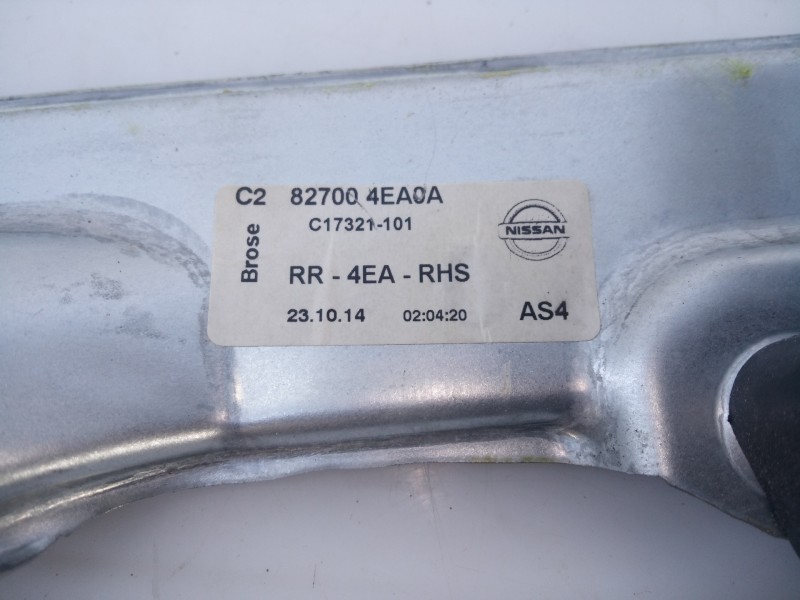 C2 82700 4EA0A
C17321-101
Brose
NISSAN
RR - 4EA - RHS
23.10.14 02:04:20 AS4